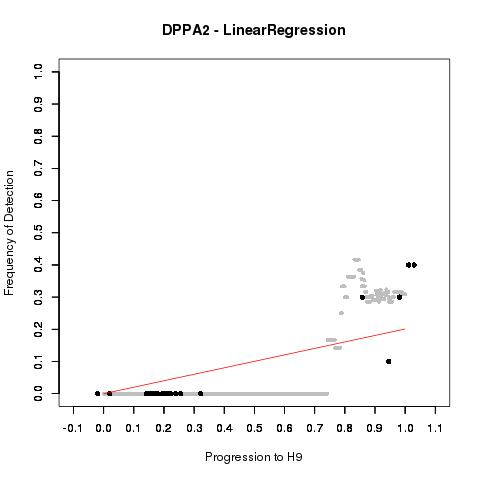 DPPA2 - LinearRegression
Frequency of Detection
1.0
0.9
0.8
0.7
0.6
0.5
0.4
0.3
0.2
0.1
0.0
-0.1 0.0 0.1 0.2 0.3 0.4 0.5 0.6 0.7 0.8 0.9 1.0 1.1
Progression to H9